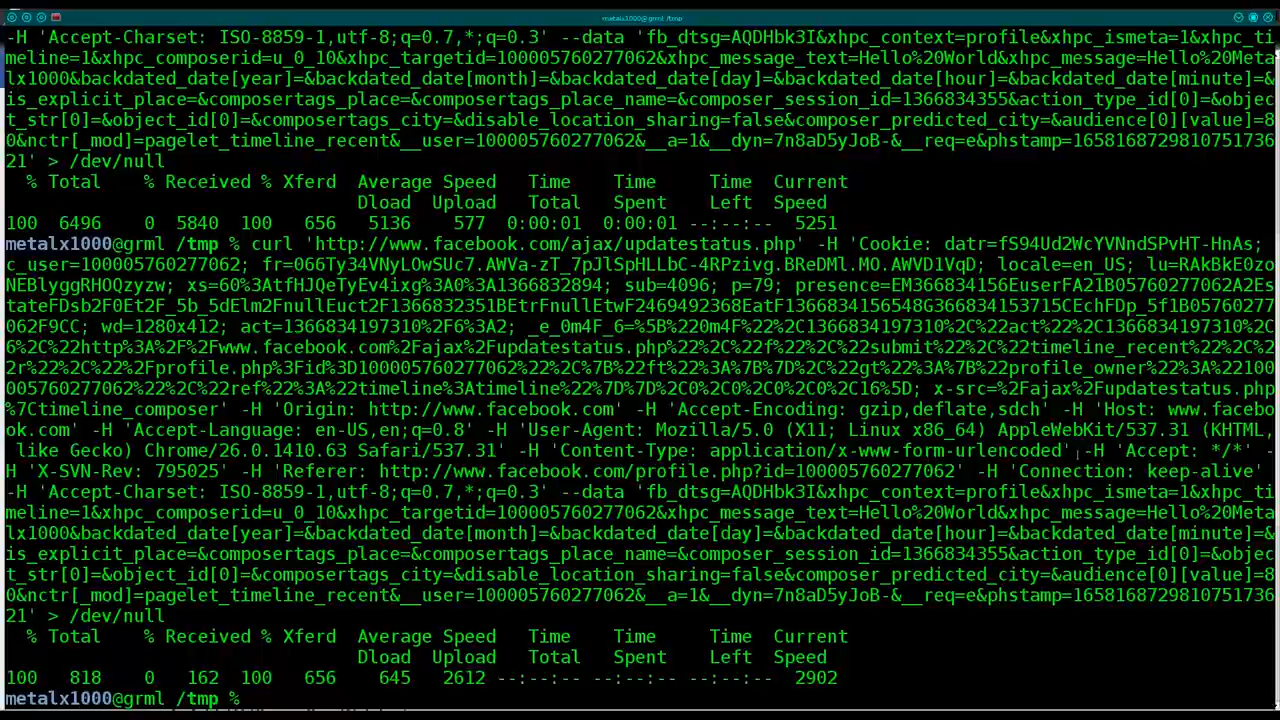 metalx1000@grml /tmp
-H 'Accept-Charset: ISO-8859-1,utf-8;q=0.7,*;q=0.3' --data 'fb_dtsg=AQDHbk3I&xhpc_context=profile&xhpc_ismeta=1&xhpc_ti
meline=1&xhpc_composerid=u_0_10&xhpc_targetid=100005760277062&xhpc_message_text=Hello%20World&xhpc_message=Hello%20Meta
lx1000&backdated_date[year]=&backdated_date[month]=&backdated_date[day]=&backdated_date[hour]=&backdated_date[minute]=&
is_explicit_place=&composertags_place=&composertags_place_name=&composer_session_id=1366834355&action_type_id[0]=&objec
t_str[0]=&object_id[0]=&composertags_city=&disable_location_sharing=false&composer_predicted_city=&audience[0][value]=8
0&nctr[_mod]=pagelet_timeline_recent&__user=100005760277062&__a=1&__dyn=7n8aD5yJoB-&__req=e&phstamp=1658168729810751736
21' > /dev/null
% Total % Received % Xferd Average Speed Time Time Time Current
Dload Upload Total Spent Left Speed
100 6496 0 5840 100 656 5136 577 0:00:01 0:00:01 --:--:-- 5251
metalx1000@grml /tmp % curl 'http://www.facebook.com/ajax/updatestatus.php' -H 'Cookie: datr=fS94Ud2WcYVNndSPvHT-HnAs;
c_user=100005760277062; fr=066Ty34VNyLOwSUc7.AWVa-zT_7pJlSpHLLbC-4RPzivg.BReDMl.MO.AWVD1VqD; locale=en_US; lu=RAkBkE0zo
NEBlyggRHOQzyzw; xs=60%3AtfHJQeTyEv4ixg%3A0%3A1366832894; sub=4096; p=79; presence=EM366834156EuserFA21B05760277062A2Es
tateFDsb2F0Et2F_5b_5dElm2FnullEuct2F1366832351BEtrFnullEtwF2469492368EatF1366834156548G366834153715CEchFDp_5f1B05760277
062F9CC; wd=1280x412; act=1366834197310%2F6%3A2; _e_0m4F_6=%5B%220m4F%22%2C1366834197310%2C%22act%22%2C1366834197310%2C
6%2C%22http%3A%2F%2Fwww.facebook.com%2Fajax%2Fupdatestatus.php%22%2C%22f%22%2C%22submit%22%2C%22timeline_recent%22%2C%2
2r%22%2C%22%2Fprofile.php%3Fid%3D100005760277062%22%2C%7B%22ft%22%3A%7B%7D%2C%22gt%22%3A%7B%22profile_owner%22%3A%22100
005760277062%22%2C%22ref%22%3A%22timeline%3Atimeline%22%7D%7D%2C0%2C0%2C0%2C0%2C16%5D; x-src=%2Fajax%2Fupdatestatus.php
%7Ctimeline_composer' -H 'Origin: http://www.facebook.com' -H 'Accept-Encoding: gzip,deflate,sdch' -H 'Host: www.facebo
ok.com' -H 'Accept-Language: en-US,en;q=0.8' -H 'User-Agent: Mozilla/5.0 (X11; Linux x86_64) AppleWebKit/537.31 (KHTML,
like Gecko) Chrome/26.0.1410.63 Safari/537.31' -H 'Content-Type: application/x-www-form-urlencoded' -H 'Accept: */*' -
H 'X-SVN-Rev: 795025' -H 'Referer: http://www.facebook.com/profile.php?id=100005760277062' -H 'Connection: keep-alive'
-H 'Accept-Charset: ISO-8859-1,utf-8;q=0.7,*;q=0.3' --data 'fb_dtsg=AQDHbk3I&xhpc_context=profile&xhpc_ismeta=1&xhpc_ti
meline=1&xhpc_composerid=u_0_10&xhpc_targetid=100005760277062&xhpc_message_text=Hello%20World&xhpc_message=Hello%20Meta
lx1000&backdated_date[year]=&backdated_date[month]=&backdated_date[day]=&backdated_date[hour]=&backdated_date[minute]=&
is_explicit_place=&composertags_place=&composertags_place_name=&composer_session_id=1366834355&action_type_id[0]=&objec
t_str[0]=&object_id[0]=&composertags_city=&disable_location_sharing=false&composer_predicted_city=&audience[0][value]=8
0&nctr[_mod]=pagelet_timeline_recent&__user=100005760277062&__a=1&__dyn=7n8aD5yJoB-&__req=e&phstamp=1658168729810751736
21' > /dev/null
% Total % Received % Xferd Average Speed Time Time Time Current
Dload Upload Total Spent Left Speed
100 818 0 162 100 656 645 2612 --:--:-- --:--:-- --:--:-- 2902
metalx1000@grml /tmp %